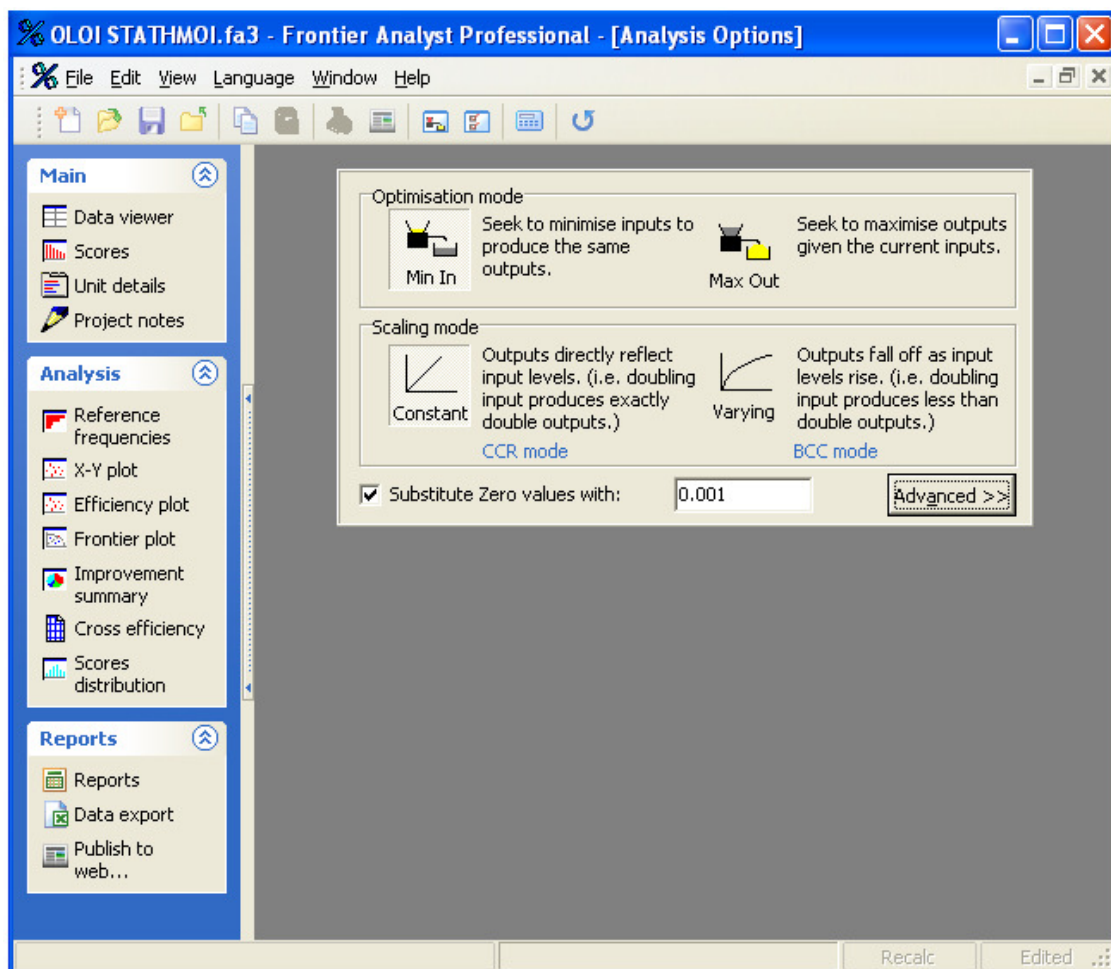 OLOI STATHMOI.fa3 - Frontier Analyst Professional - [Analysis Options]
File Edit View Language Window Help
Main
Data viewer
Scores
Unit details
Project notes
Analysis
Reference
frequencies
X-Y plot
Efficiency plot
Frontier plot
Improvement
summary
Cross efficiency
Scores
distribution
Reports
Reports
Data export
Publish to
web...
Optimisation mode
Min In
Seek to minimise inputs to
produce the same
outputs.
Max Out
Seek to maximise outputs
given the current inputs.
Scaling mode
Constant
Outputs directly reflect
input levels. (i.e. doubling
input produces exactly
double outputs.)
CCR mode
Varying
Outputs fall off as input
levels rise. (i.e. doubling
input produces less than
double outputs.)
BCC mode
Substitute Zero values with:
0.001
Advanced >>
Recalc
Edited